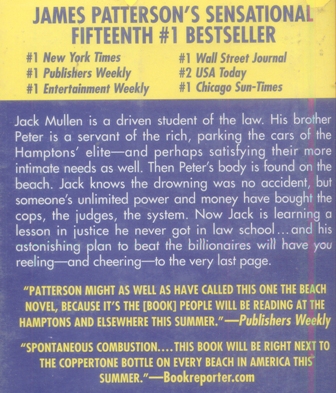 JAMES PATTERSON'S SENSATIONAL
FIFTEENTH #1 BESTSELLER
#1 New York Times
#1 Publishers Weekly
#1 Entertainment Weekly
#1 Wall Street Journal
#2 USA Today
#1 Chicago Sun-Times
Jack Mullen is a driven student of the law. His brother
Peter is a servant of the rich, parking the cars of the
Hamptons' elite—and perhaps satisfying their more
intimate needs as well. Then Peter's body is found on the
beach. Jack knows the drowning was no accident, but
someone's unlimited power and money have bought the
cops, the judges, the system. Now Jack is learning a
lesson in justice he never got in law school...and his
astonishing plan to beat the billionaires will have you
reeling—and cheering—to the very last page.
"PATTERSON MIGHT AS WELL AS HAVE CALLED THIS ONE THE BEACH
NOVEL, BECAUSE IT'S THE [BOOK] PEOPLE WILL BE READING AT THE
HAMPTONS AND ELSEWHERE THIS SUMMER."—Publishers Weekly
"SPONTANEOUS COMBUSTION....THIS BOOK WILL BE RIGHT NEXT TO
THE COPPERTONE BOTTLE ON EVERY BEACH IN AMERICA THIS
SUMMER."—Bookreporter.com